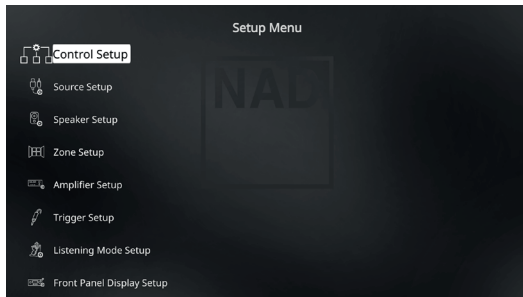 Setup Menu
Control Setup
NAD
Source Setup
Speaker Setup
Zone Setup
Amplifier Setup
Trigger Setup
Listening Mode Setup
Front Panel Display Setup